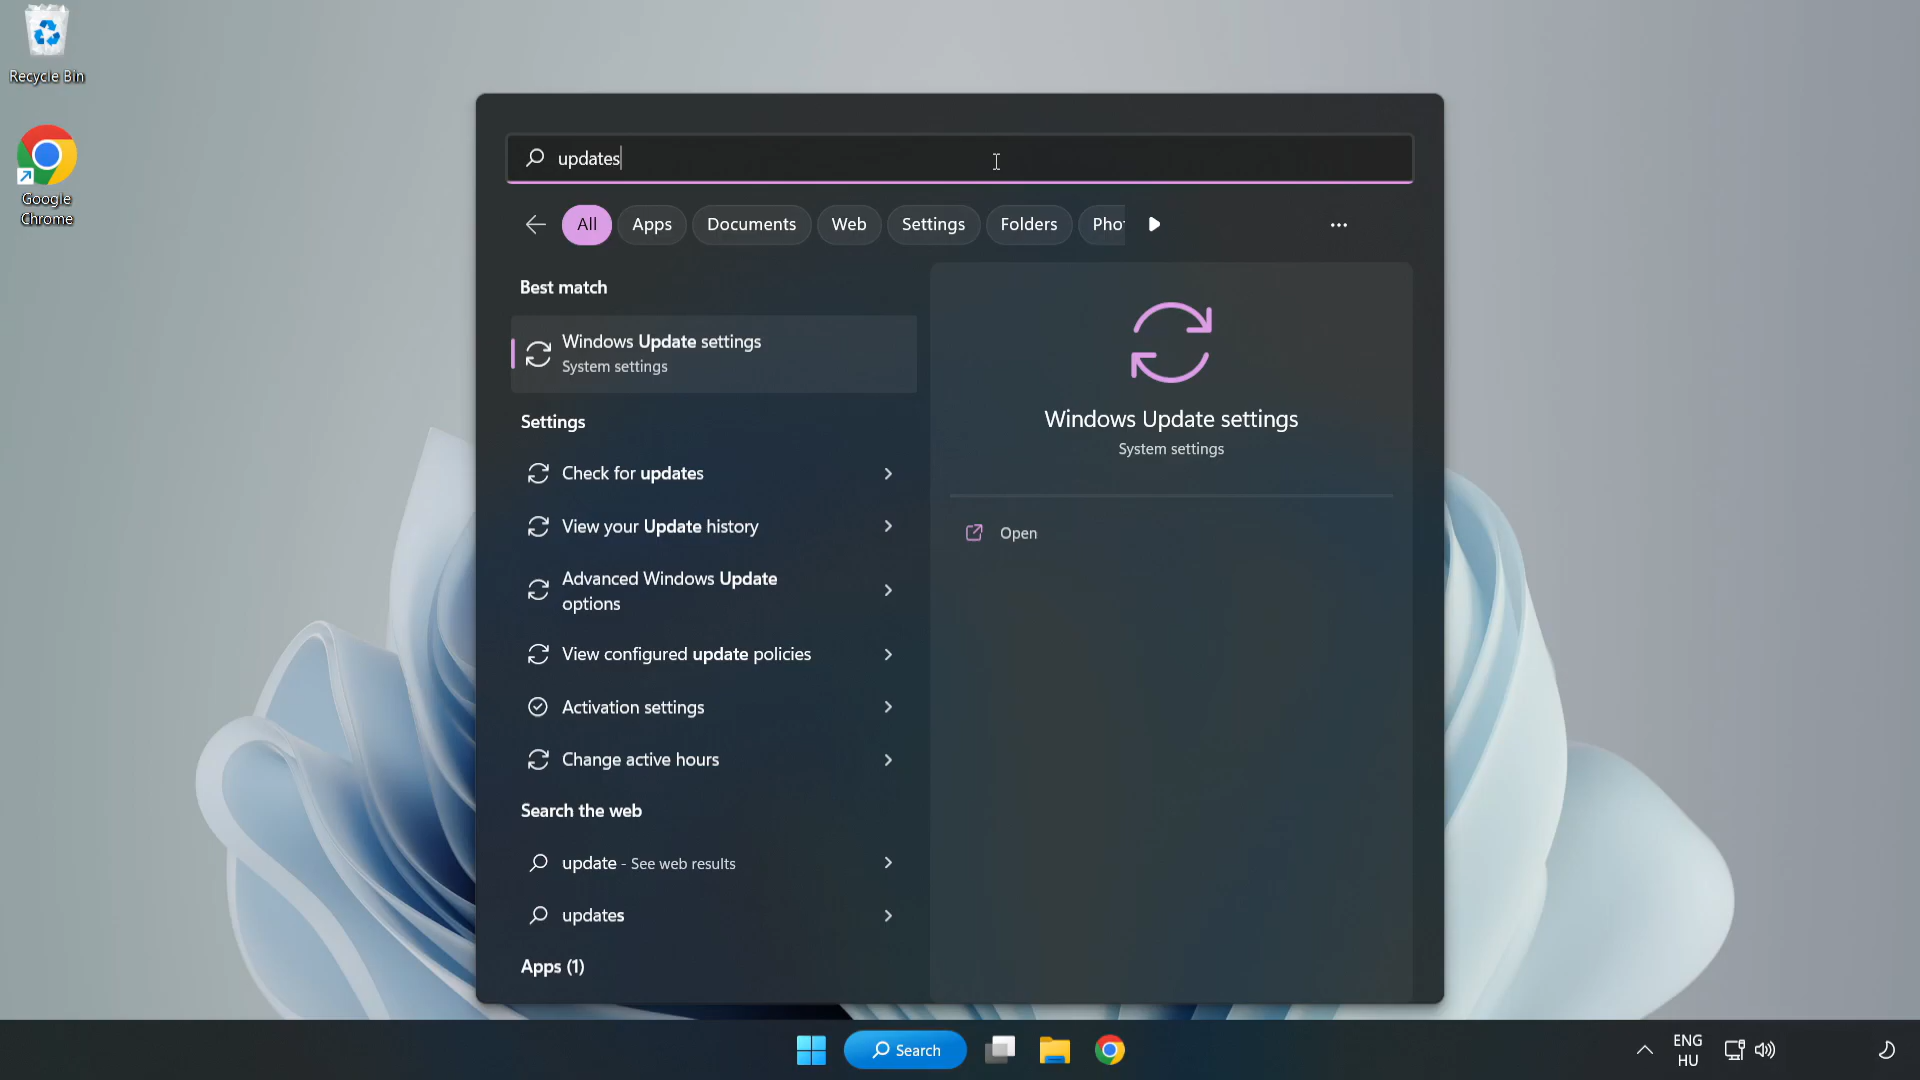 Recycle Bin
Google
Chrome
updates
All
Apps
Documents
Web
Settings
Folders
Pho
Best match
Windows Update settings
System settings
Settings
Check for updates
View your Update history
Advanced Windows Update
options
View configured update policies
Activation settings
Change active hours
Search the web
update - See web results
updates
Apps (1)
Windows Update settings
System settings
Open
Search
ENG
HU